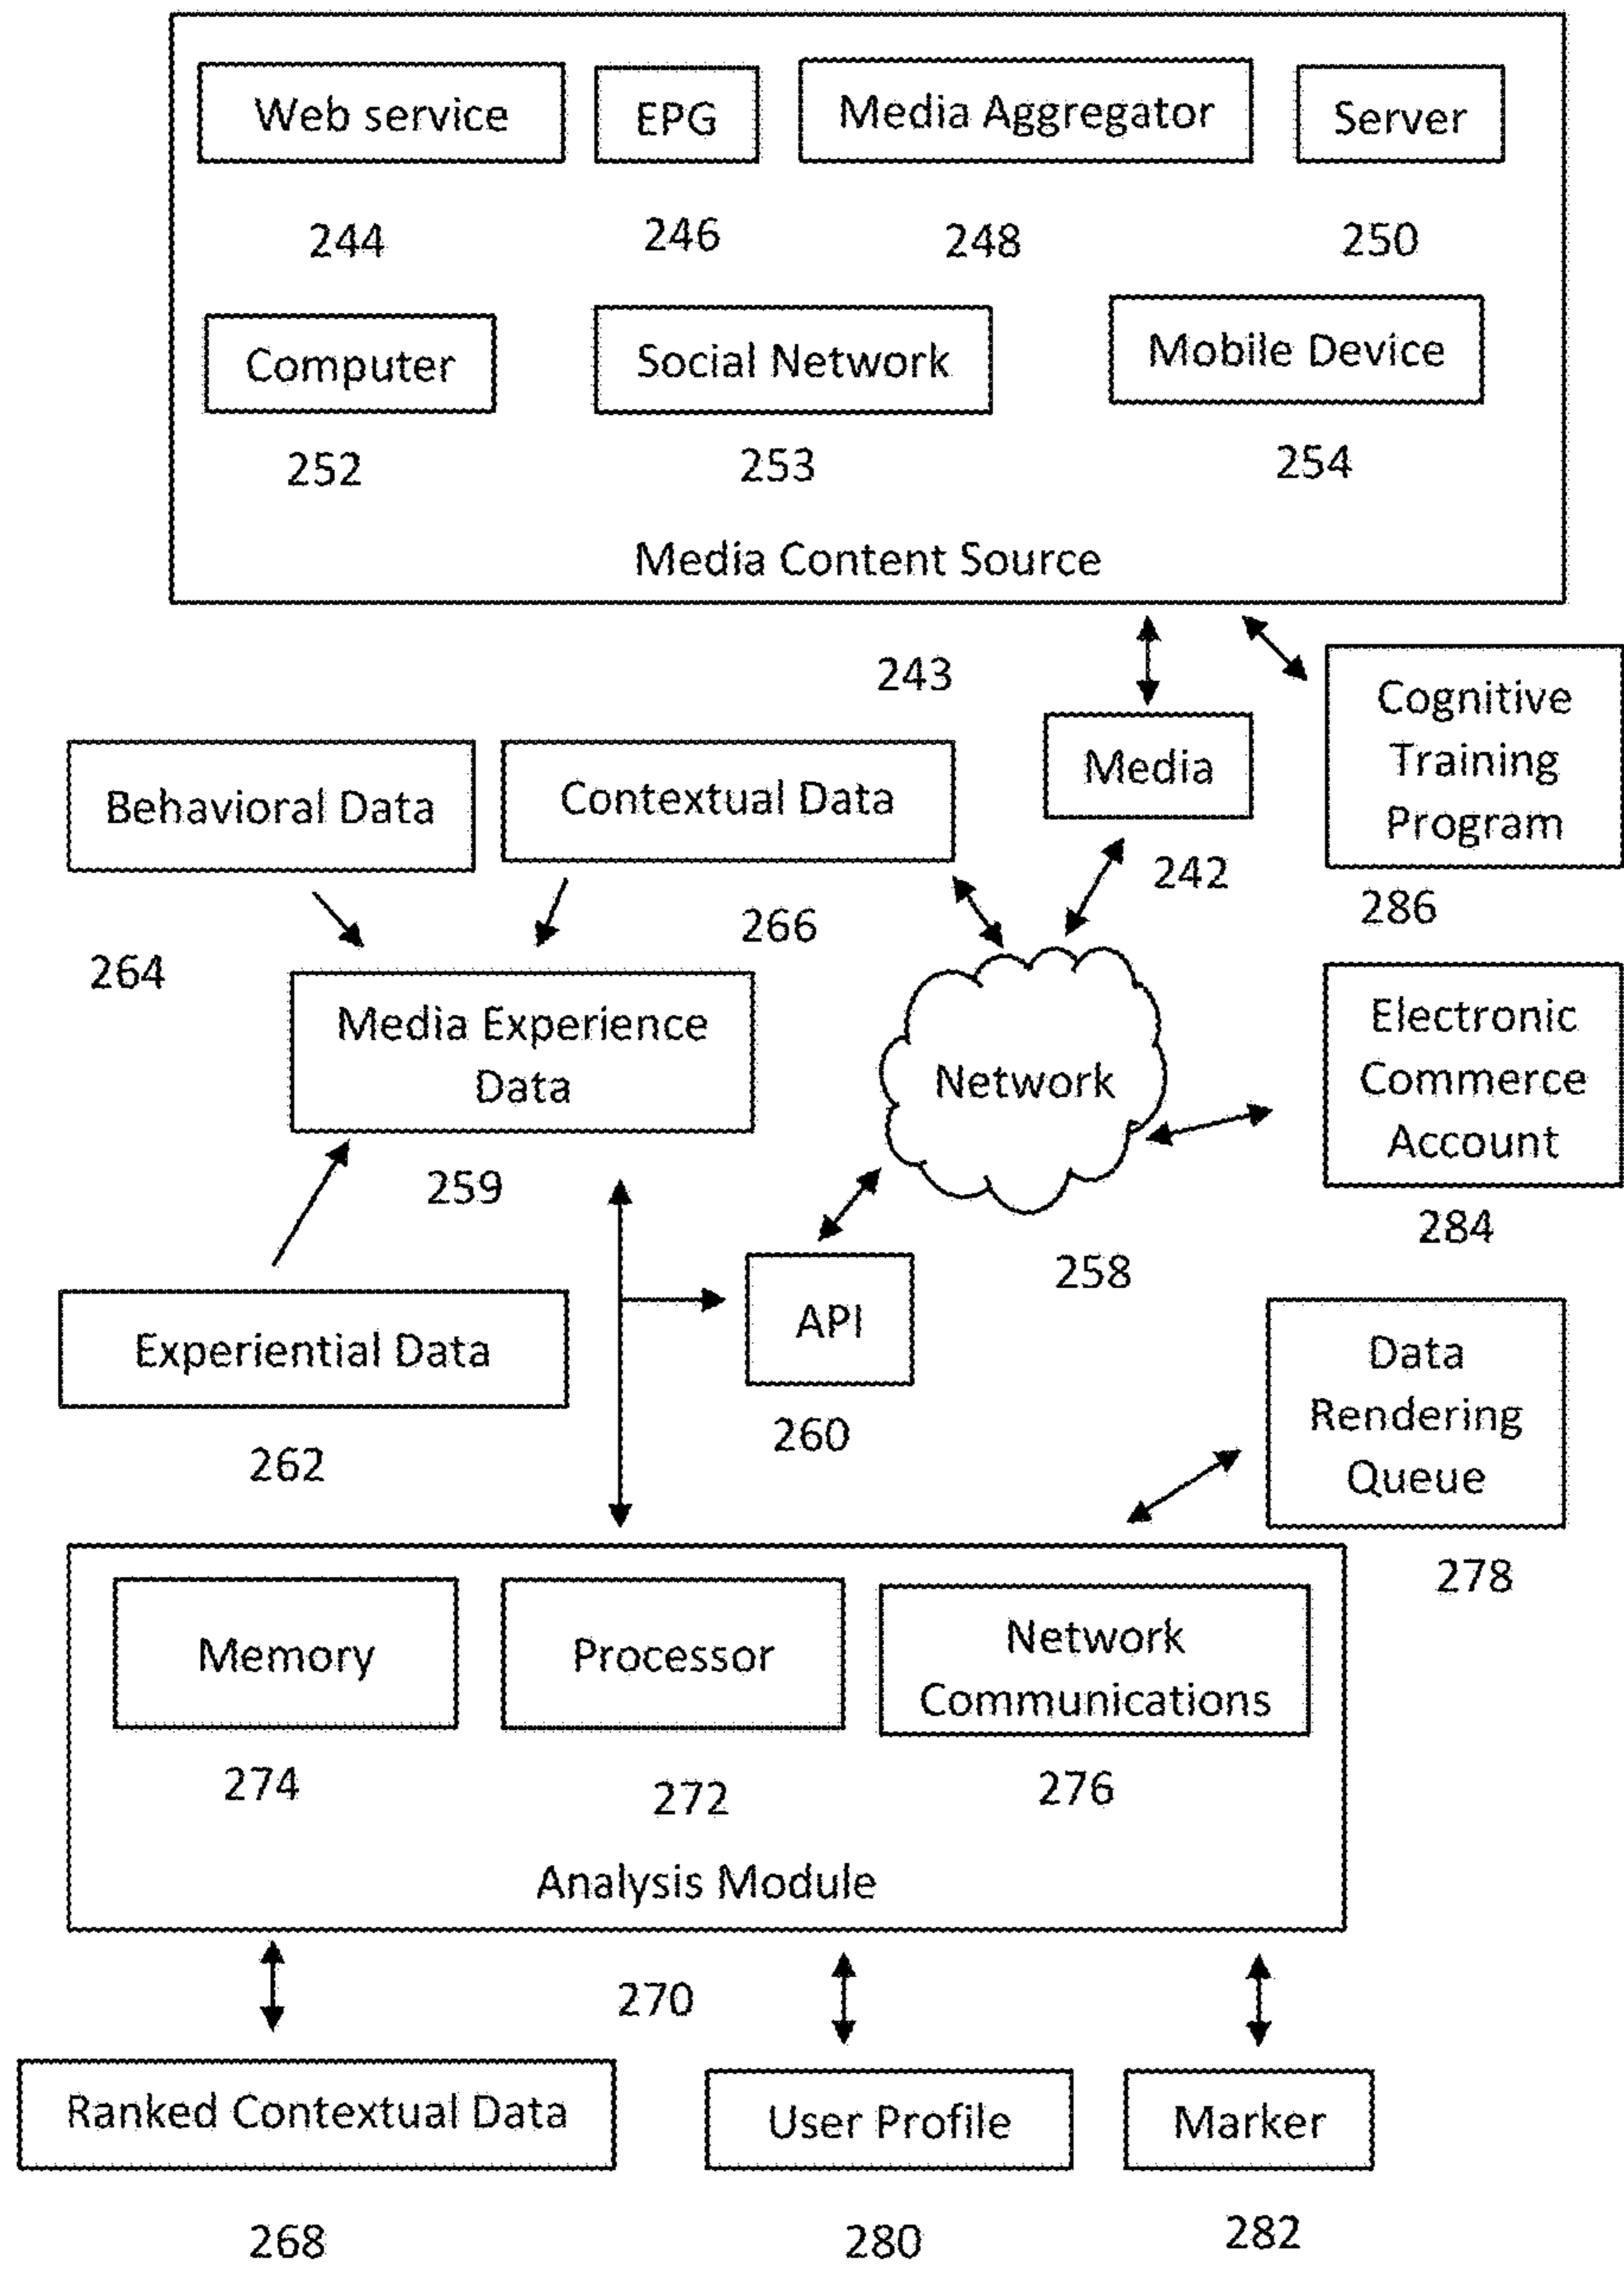 Web service
EPG
Media Aggregator
Server
244
246
248
250
Computer
Social Network
Mobile Device
252
253
254
Media Content Source
243
Cognitive
Training
Program
286
Media
242
Behavioral Data
264
Contextual Data
266
Media Experience
Data
259
Network
258
Electronic
Commerce
Account
284
Experiential Data
262
API
260
Data
Rendering
Queue
278
Memory
274
Processor
272
Network
Communications
276
Analysis Module
270
Ranked Contextual Data
268
User Profile
280
Marker
282